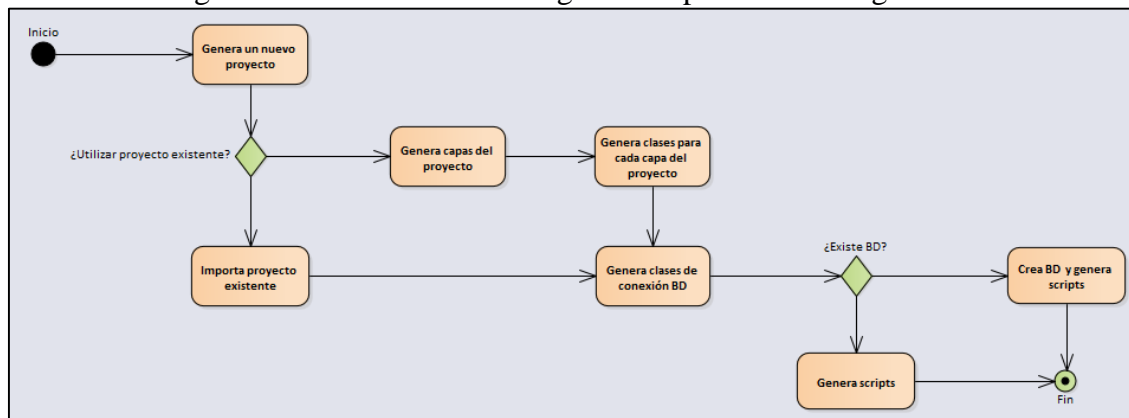 Inicio
Genera un nuevo
proyecto
¿Utilizar proyecto existente?
Genera capas del
proyecto
Genera clases para
cada capa del
proyecto
Importa proyecto
existente
Genera clases de
conexión BD
¿Existe BD?
Crea BD y genera
scripts
Genera scripts
Fin